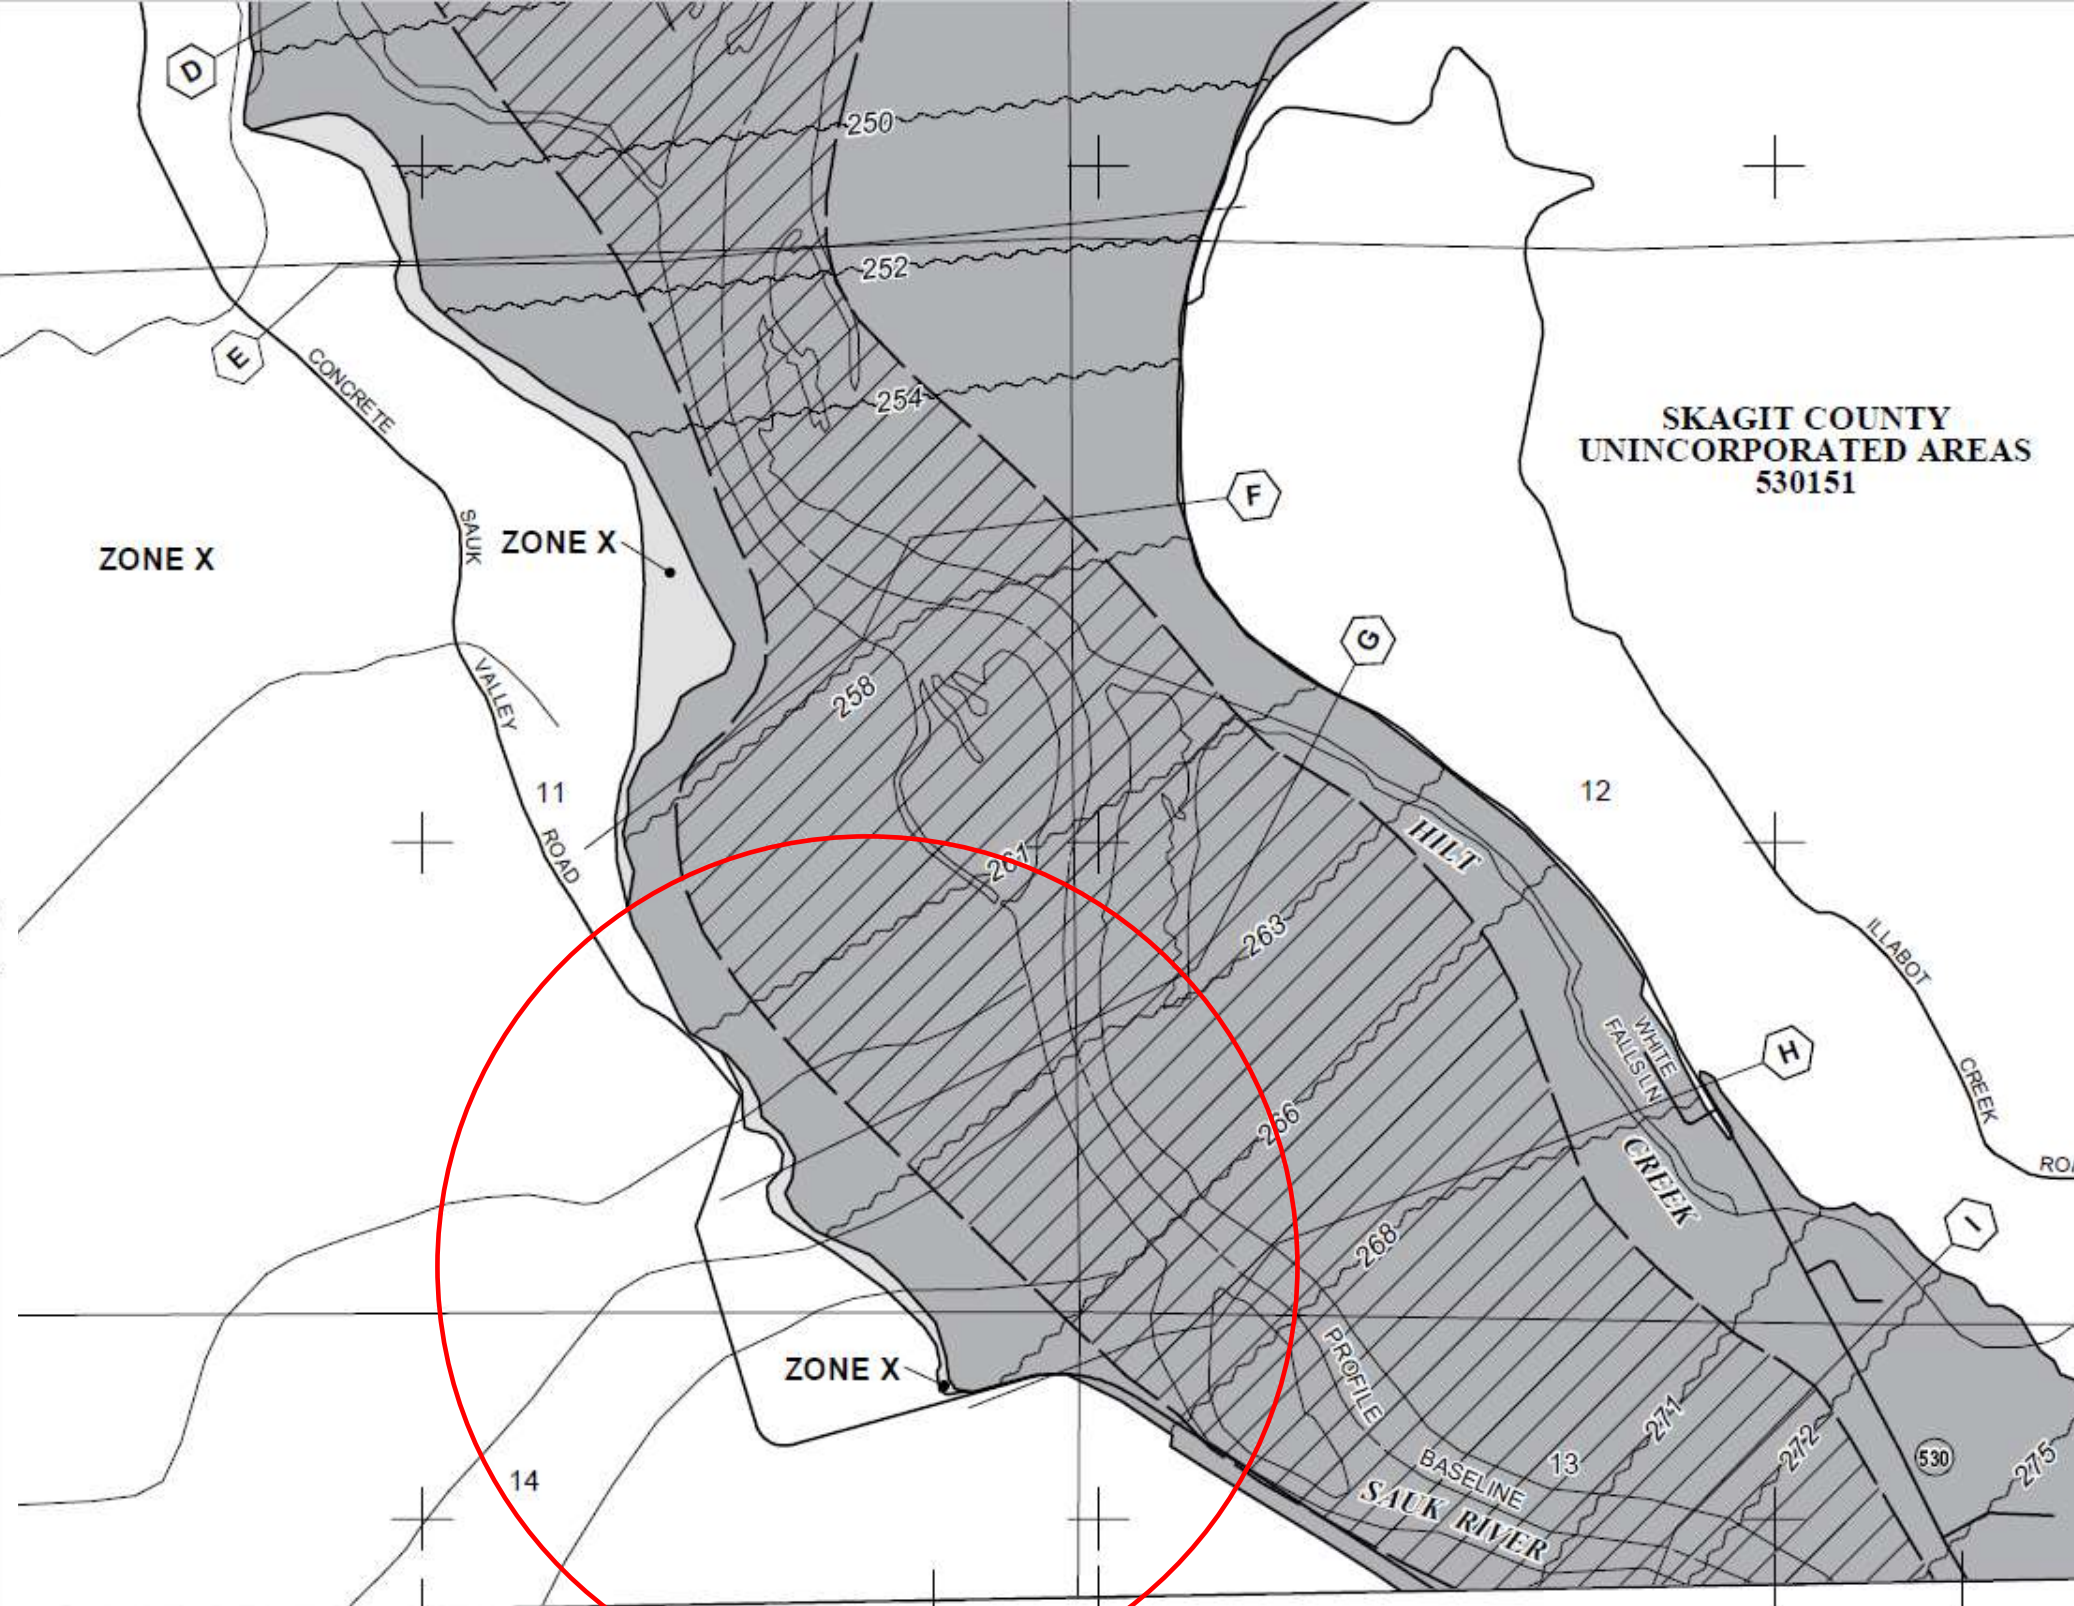 D
250
252
E
CONCRETE
254
SKAGIT COUNTY
UNINCORPORATED AREAS
530151
F
SAUK
ZONE X
ZONE X
G
VALLEY
258
11
12
ROAD
HILT
261
263
ILLABOT
WHITE
FALLS LN
H
CREEK
266
ROA
CREEK
268
I
ZONE X
PROFILE
271
272
530
275
14
BASELINE
13
SAUK RIVER